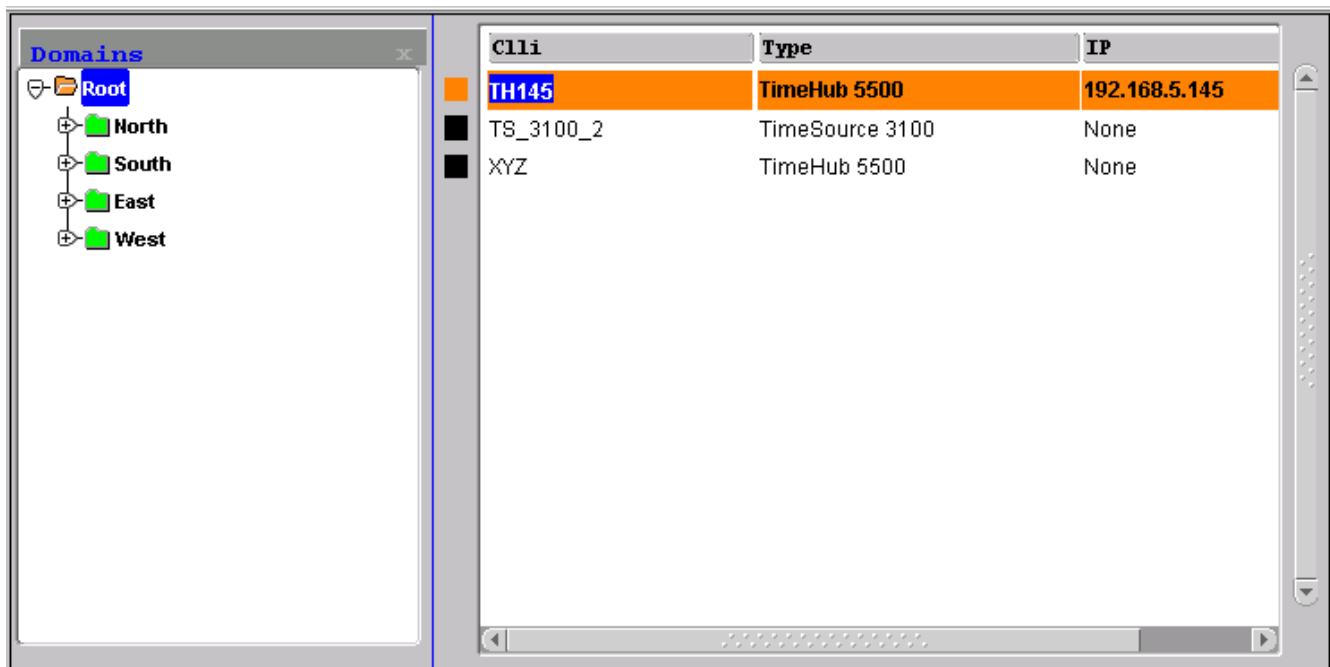 Domains x
Root
North
South
East
West
Clli Type IP
TH145 TimeHub 5500 192.168.5.145
TS_3100_2 TimeSource 3100 None
XYZ TimeHub 5500 None